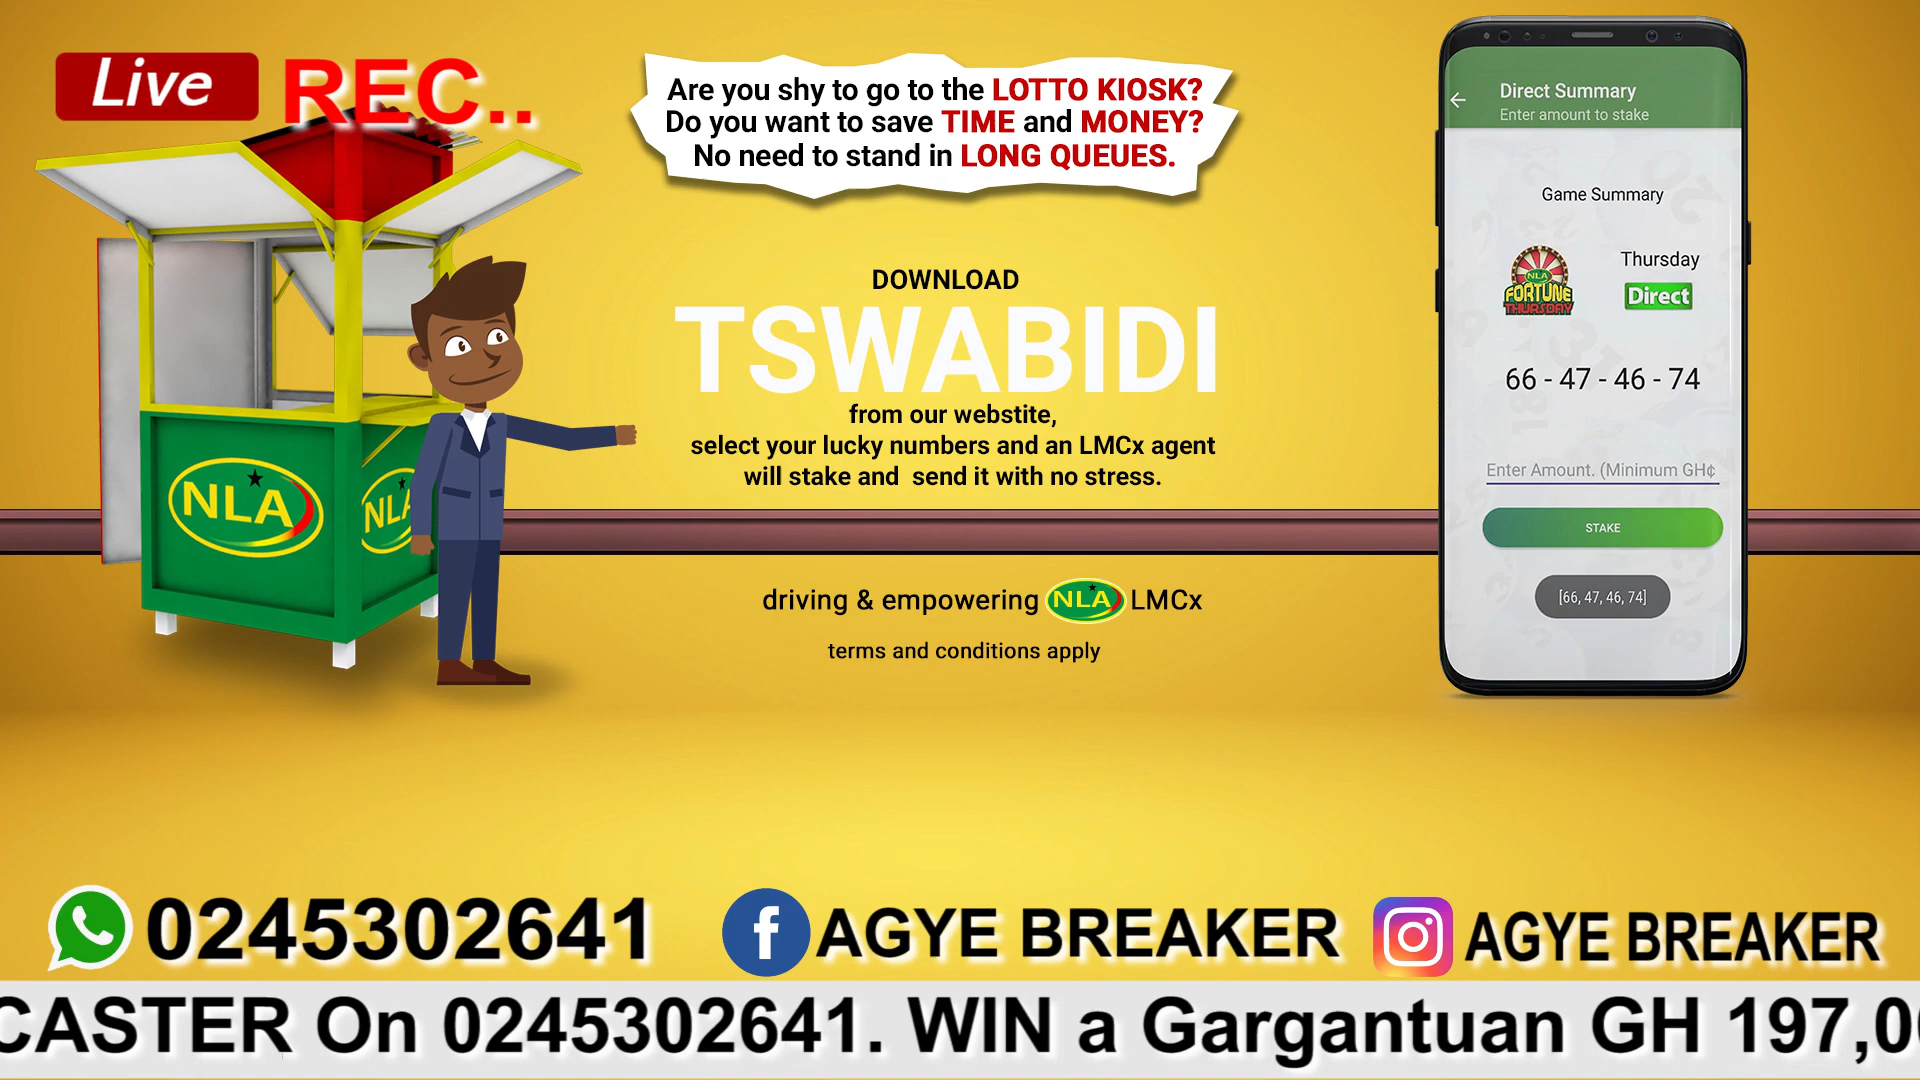 Live REC..
Are you shy to go to the LOTTO KIOSK?
Do you want to save TIME and MONEY?
No need to stand in LONG QUEUES.
DOWNLOAD
TSWABIDI
from our webstite,
select your lucky numbers and an LMCx agent
will stake and send it with no stress.
driving & empowering NLA LMCx
terms and conditions apply
NLA
NLA
Direct Summary
Enter amount to stake
Game Summary
NLA
FORTUNE
THURSDAY
Thursday
Direct
66 - 47 - 46 - 74
Enter Amount. (Minimum GH¢
STAKE
[66, 47, 46, 74]
0245302641
AGYE BREAKER
AGYE BREAKER
CASTER On 0245302641. WIN a Gargantuan GH 197,0